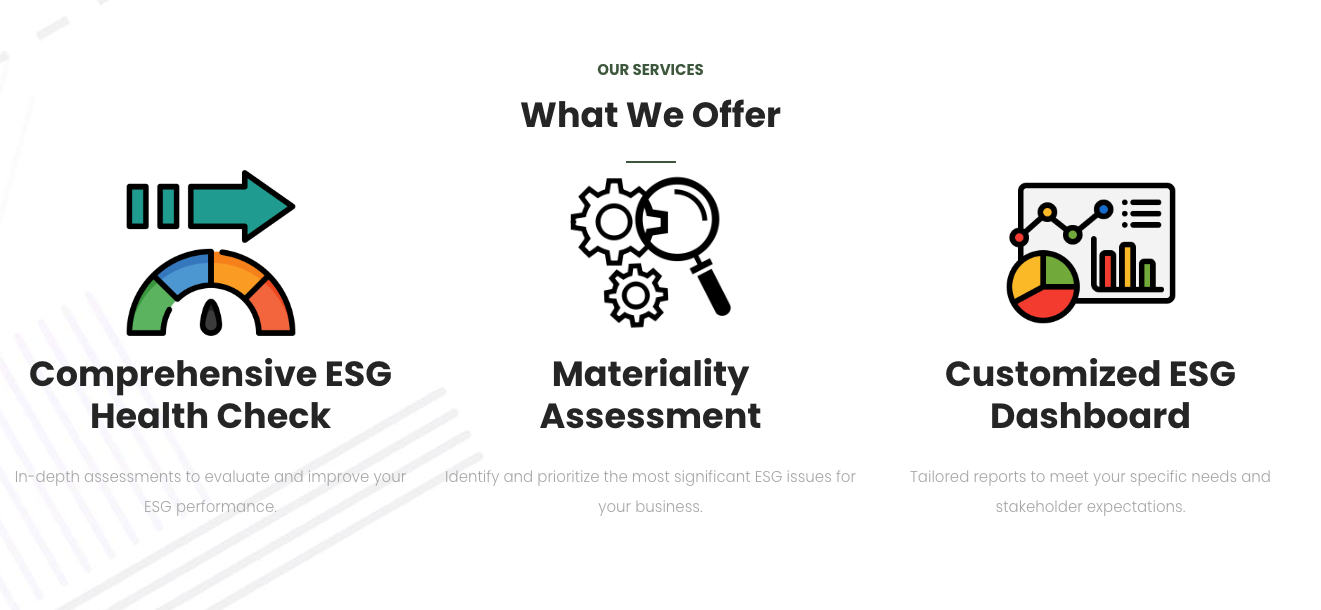 OUR SERVICES
What We Offer
Comprehensive ESG
Health Check
In-depth assessments to evaluate and improve your
ESG performance.
Materiality
Assessment
Identify and prioritize the most significant ESG issues for
your business.
Customized ESG
Dashboard
Tailored reports to meet your specific needs and
stakeholder expectations.